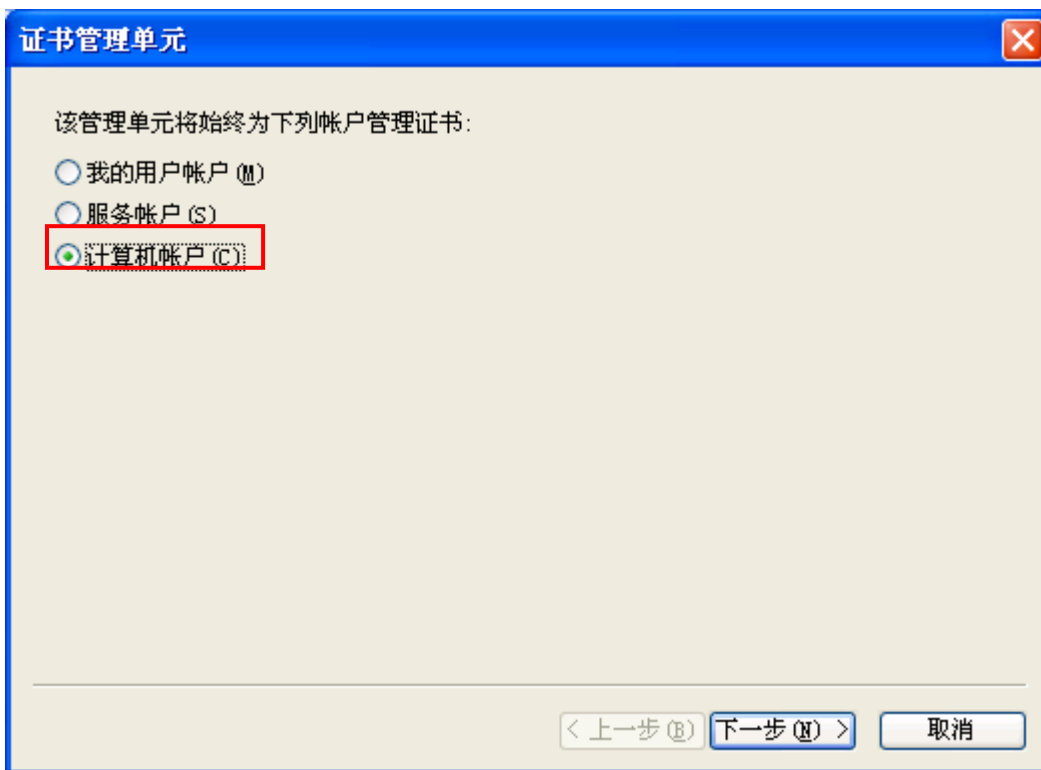 证书管理单元
该管理单元将始终为下列帐户管理证书:
我的用户帐户(M)
服务帐户(S)
计算机帐户(C)
< 上一步(B) 下一步(N) > 取消